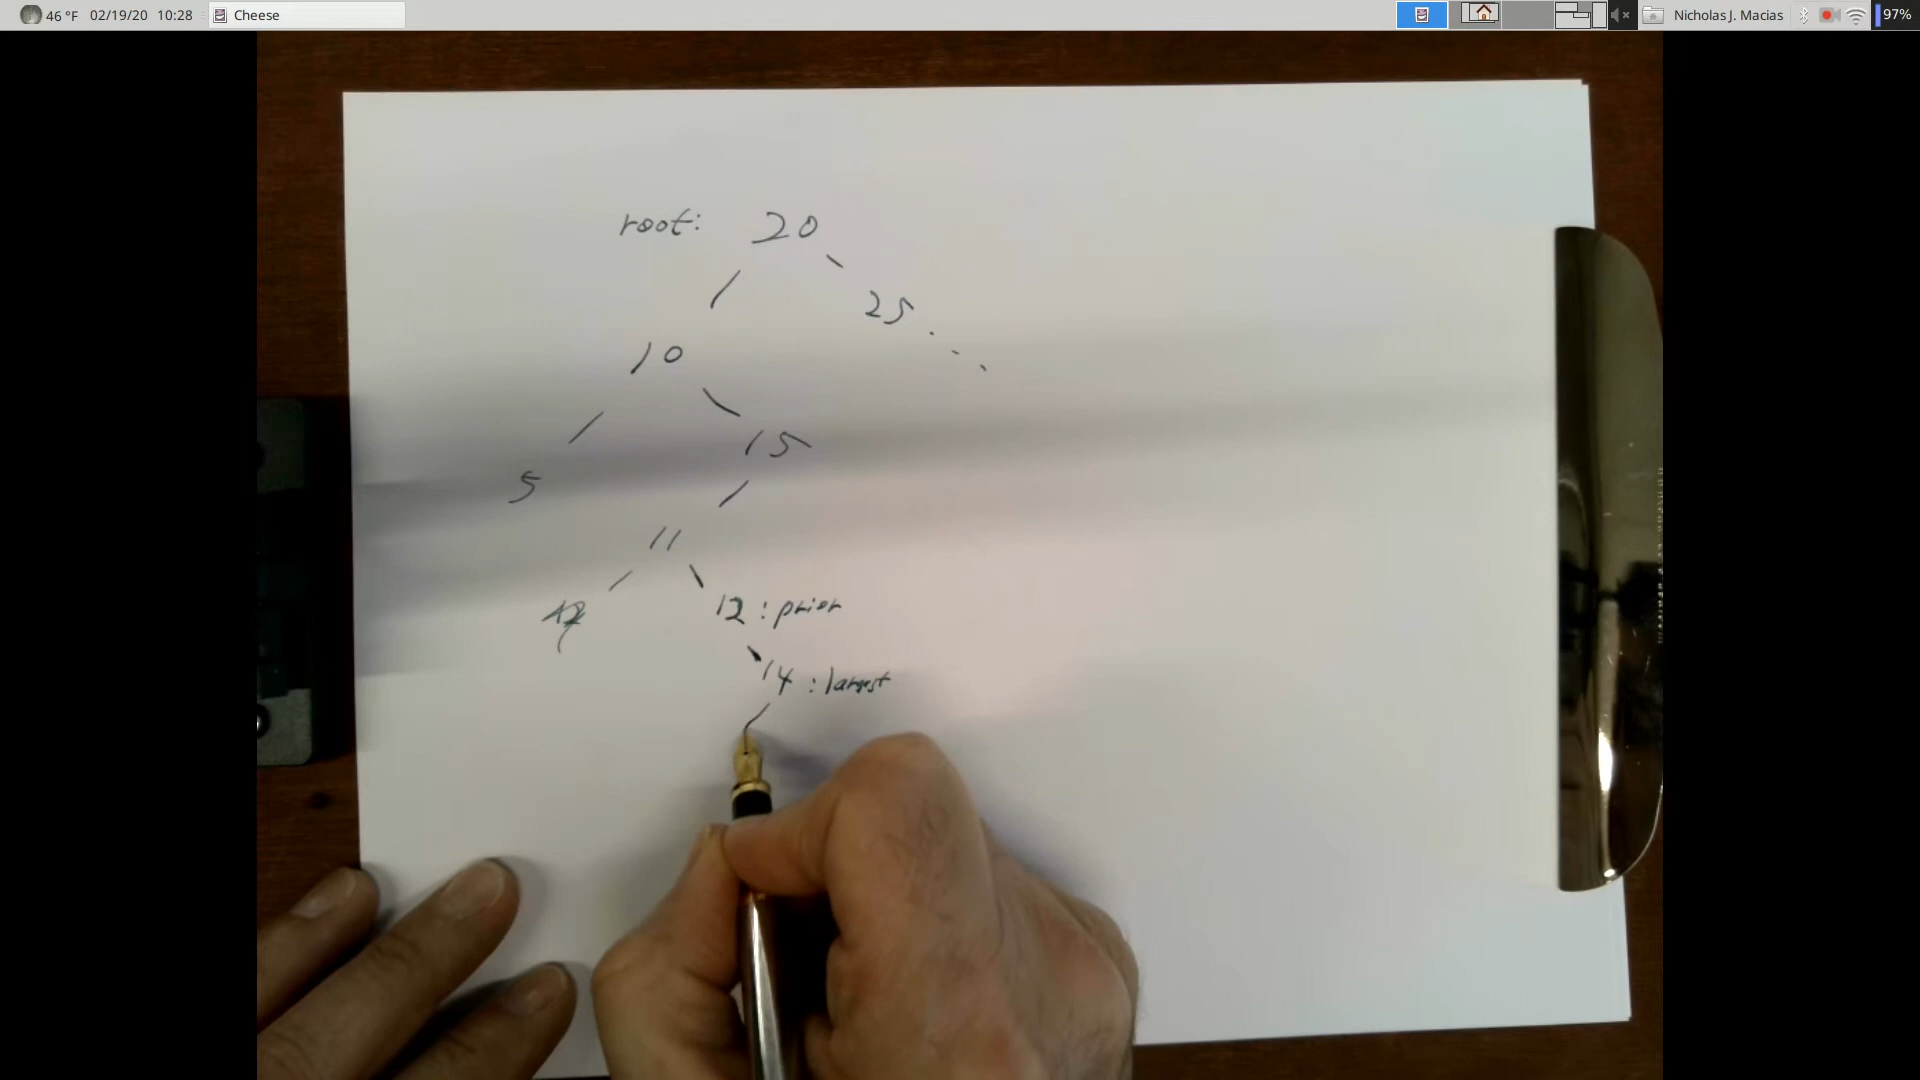 46 °F 02/19/20 10:28 Cheese Nicholas J. Macias 97%
root: 20
25
10
15
5
11
12 : prior
14 : largest